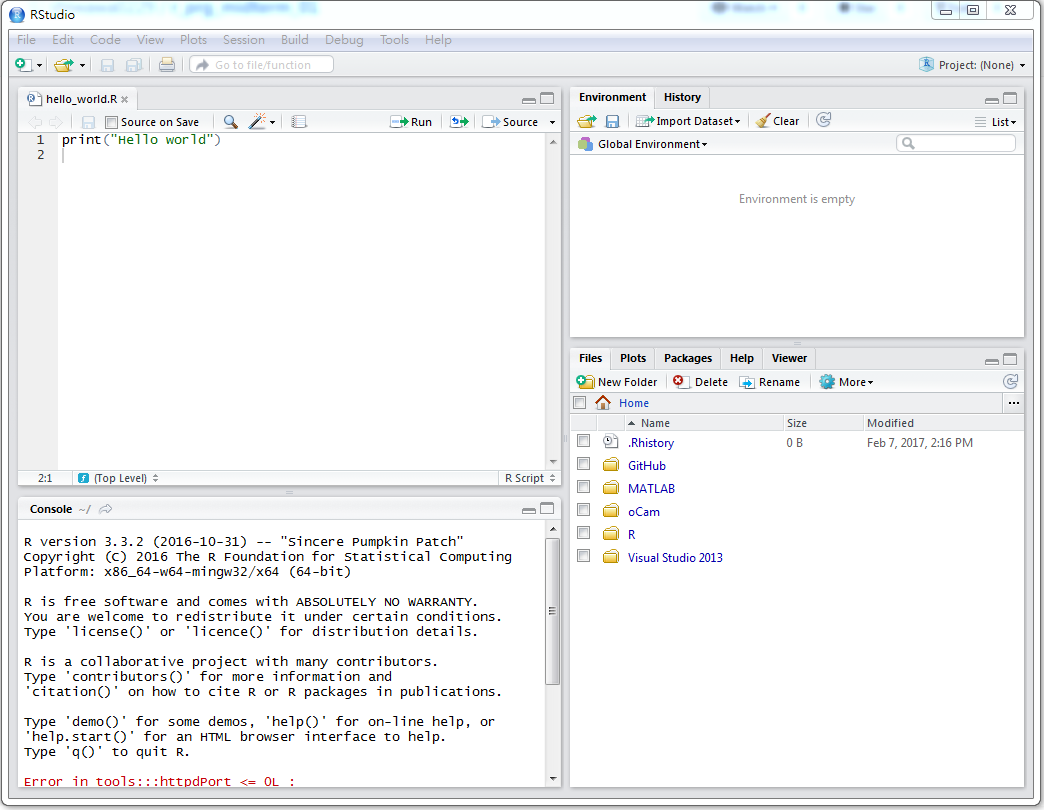 RStudio
File Edit Code View Plots Session Build Debug Tools Help
Go to file/function
Project: (None)
hello_world.R
Source on Save
Run
Source
1 print("Hello world")
2
2:1
(Top Level)
R Script
Console ~/
R version 3.3.2 (2016-10-31) -- "Sincere Pumpkin Patch"
Copyright (C) 2016 The R Foundation for Statistical Computing
Platform: x86_64-w64-mingw32/x64 (64-bit)
R is free software and comes with ABSOLUTELY NO WARRANTY.
You are welcome to redistribute it under certain conditions.
Type 'license()' or 'licence()' for distribution details.
R is a collaborative project with many contributors.
Type 'contributors()' for more information and
'citation()' on how to cite R or R packages in publications.
Type 'demo()' for some demos, 'help()' for on-line help, or
'help.start()' for an HTML browser interface to help.
Type 'q()' to quit R.
Error in tools:::httpdPort <= 0L :
Environment History
Import Dataset Clear List
Global Environment
Environment is empty
Files Plots Packages Help Viewer
New Folder Delete Rename More
Home ...
Name Size Modified
.Rhistory 0 B Feb 7, 2017, 2:16 PM
GitHub
MATLAB
oCam
R
Visual Studio 2013